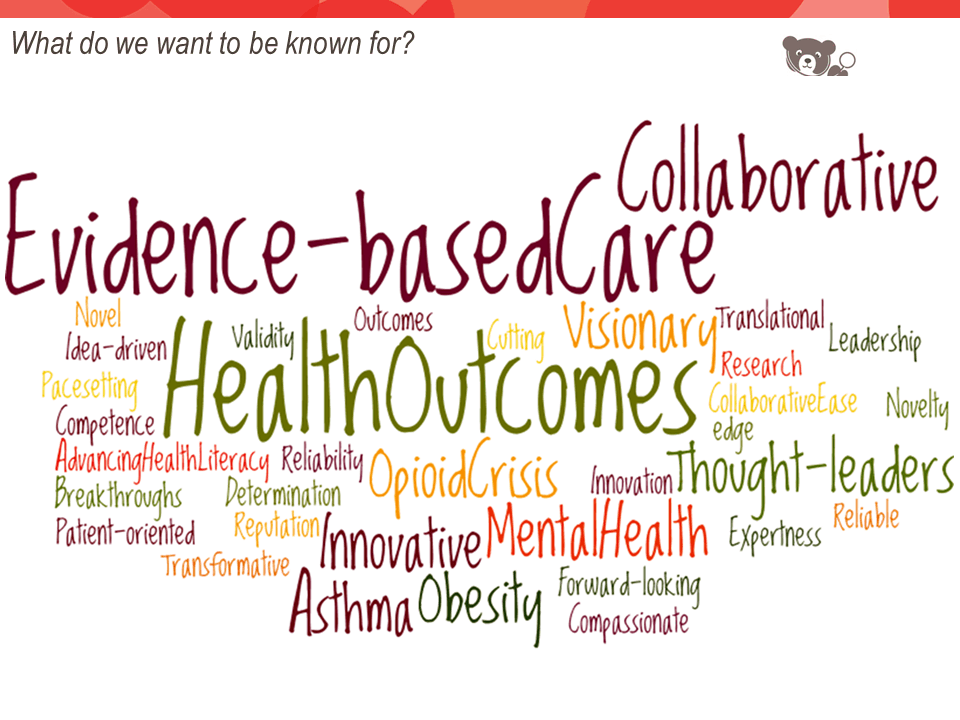 What do we want to be known for?
Collaborative
Evidence-basedCare
Novel
Outcomes
Visionary
Translational
Idea-driven
Validity
Cutting
Leadership
HealthOutcomes
Research
Pacesetting
CollaborativeEase
Novelty
Competence
edge
AdvancingHealthLiteracy
Reliability
OpioidCrisis
Innovation
Thought-leaders
Breakthroughs
Determination
Patient-oriented
Reputation
Innovative
MentalHealth
Expertness
Reliable
Transformative
Asthma
Obesity
Forward-looking
Compassionate